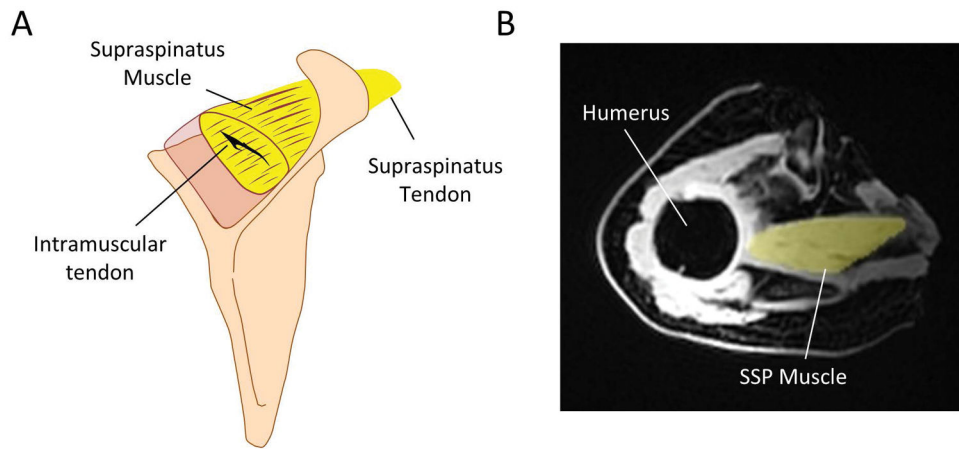 A
Supraspinatus
Muscle
Supraspinatus
Tendon
Intramuscular
tendon
B
Humerus
SSP Muscle